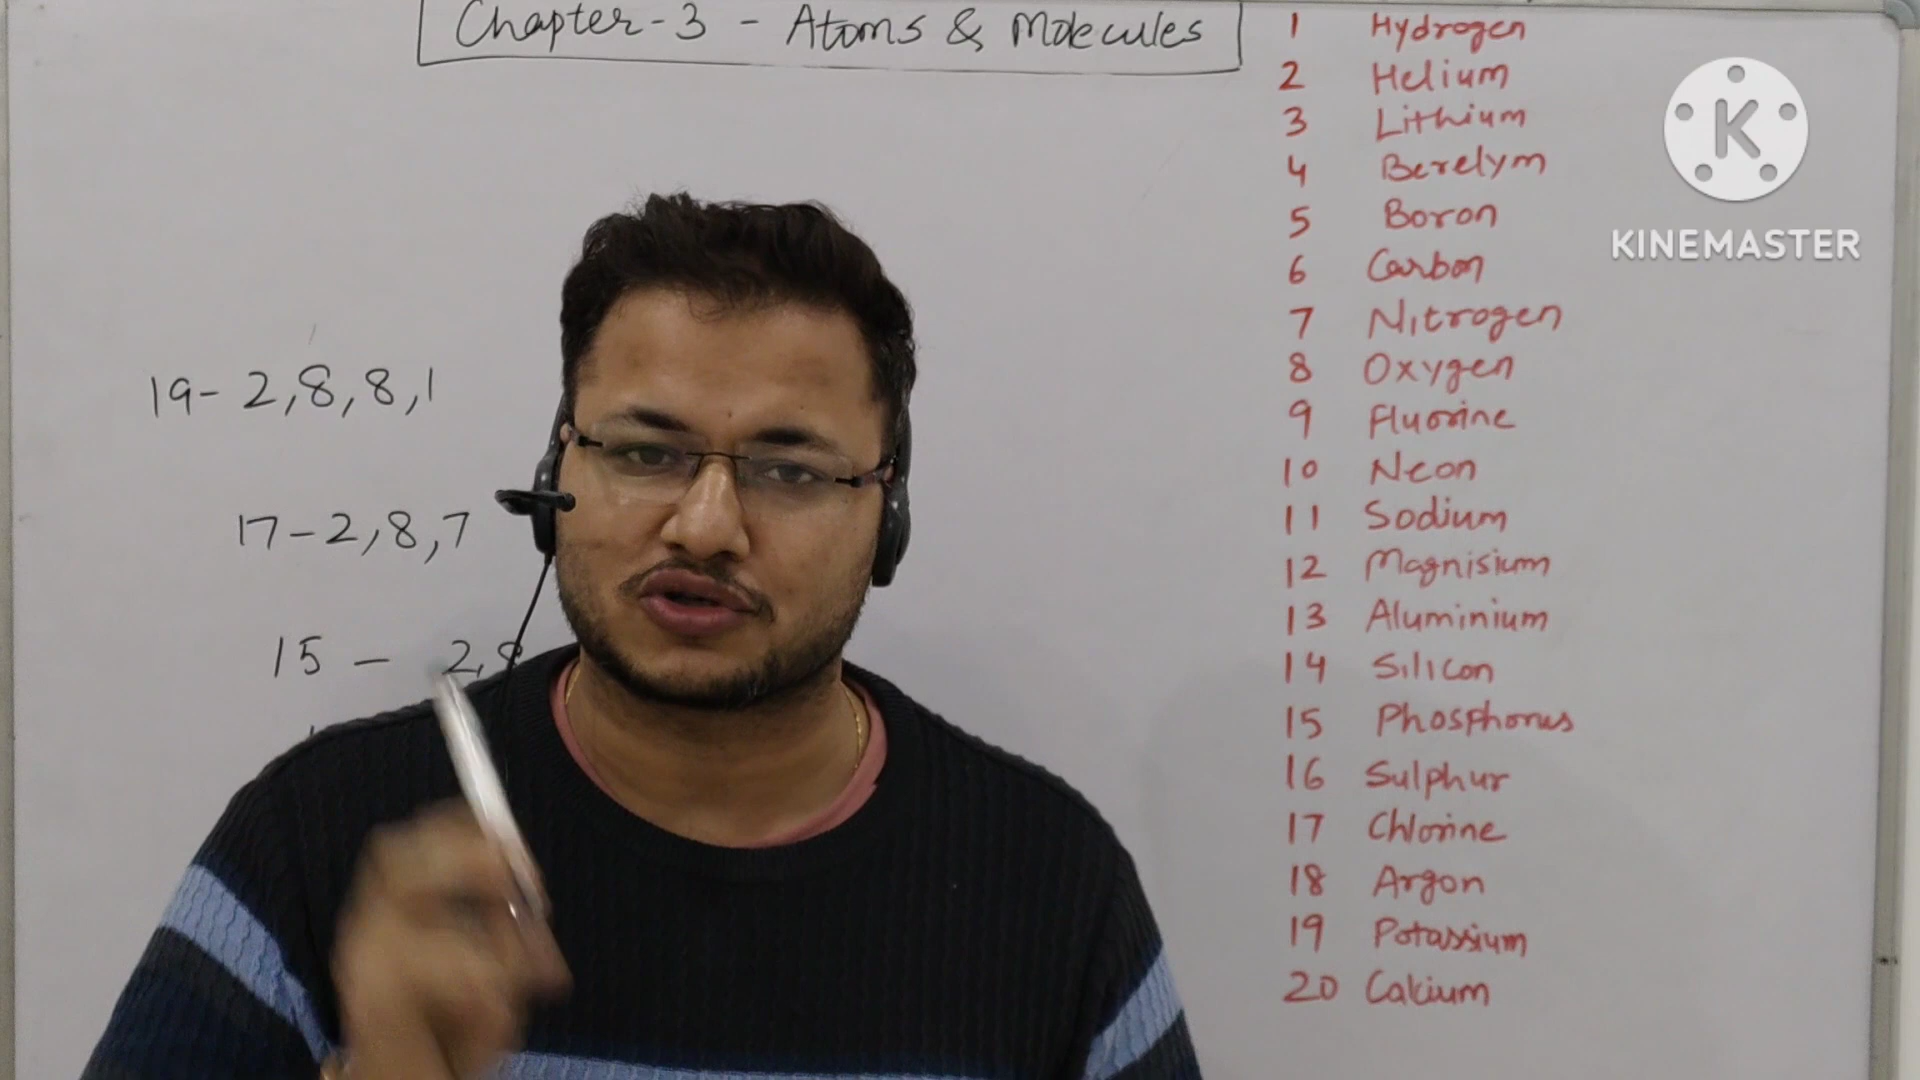 Chapter-3 - Atoms & Molecules
19- 2,8,8,1
17-2,8,7
15 - 2,8
1 Hydrogen
2 Helium
3 Lithium
4 Berelym
5 Boron
6 Carbon
7 Nitrogen
8 Oxygen
9 Fluorine
10 Neon
11 Sodium
12 Magnisium
13 Aluminium
14 Silicon
15 Phosphorus
16 Sulphur
17 Chlorine
18 Argon
19 Potassium
20 Calcium
K
KINEMASTER